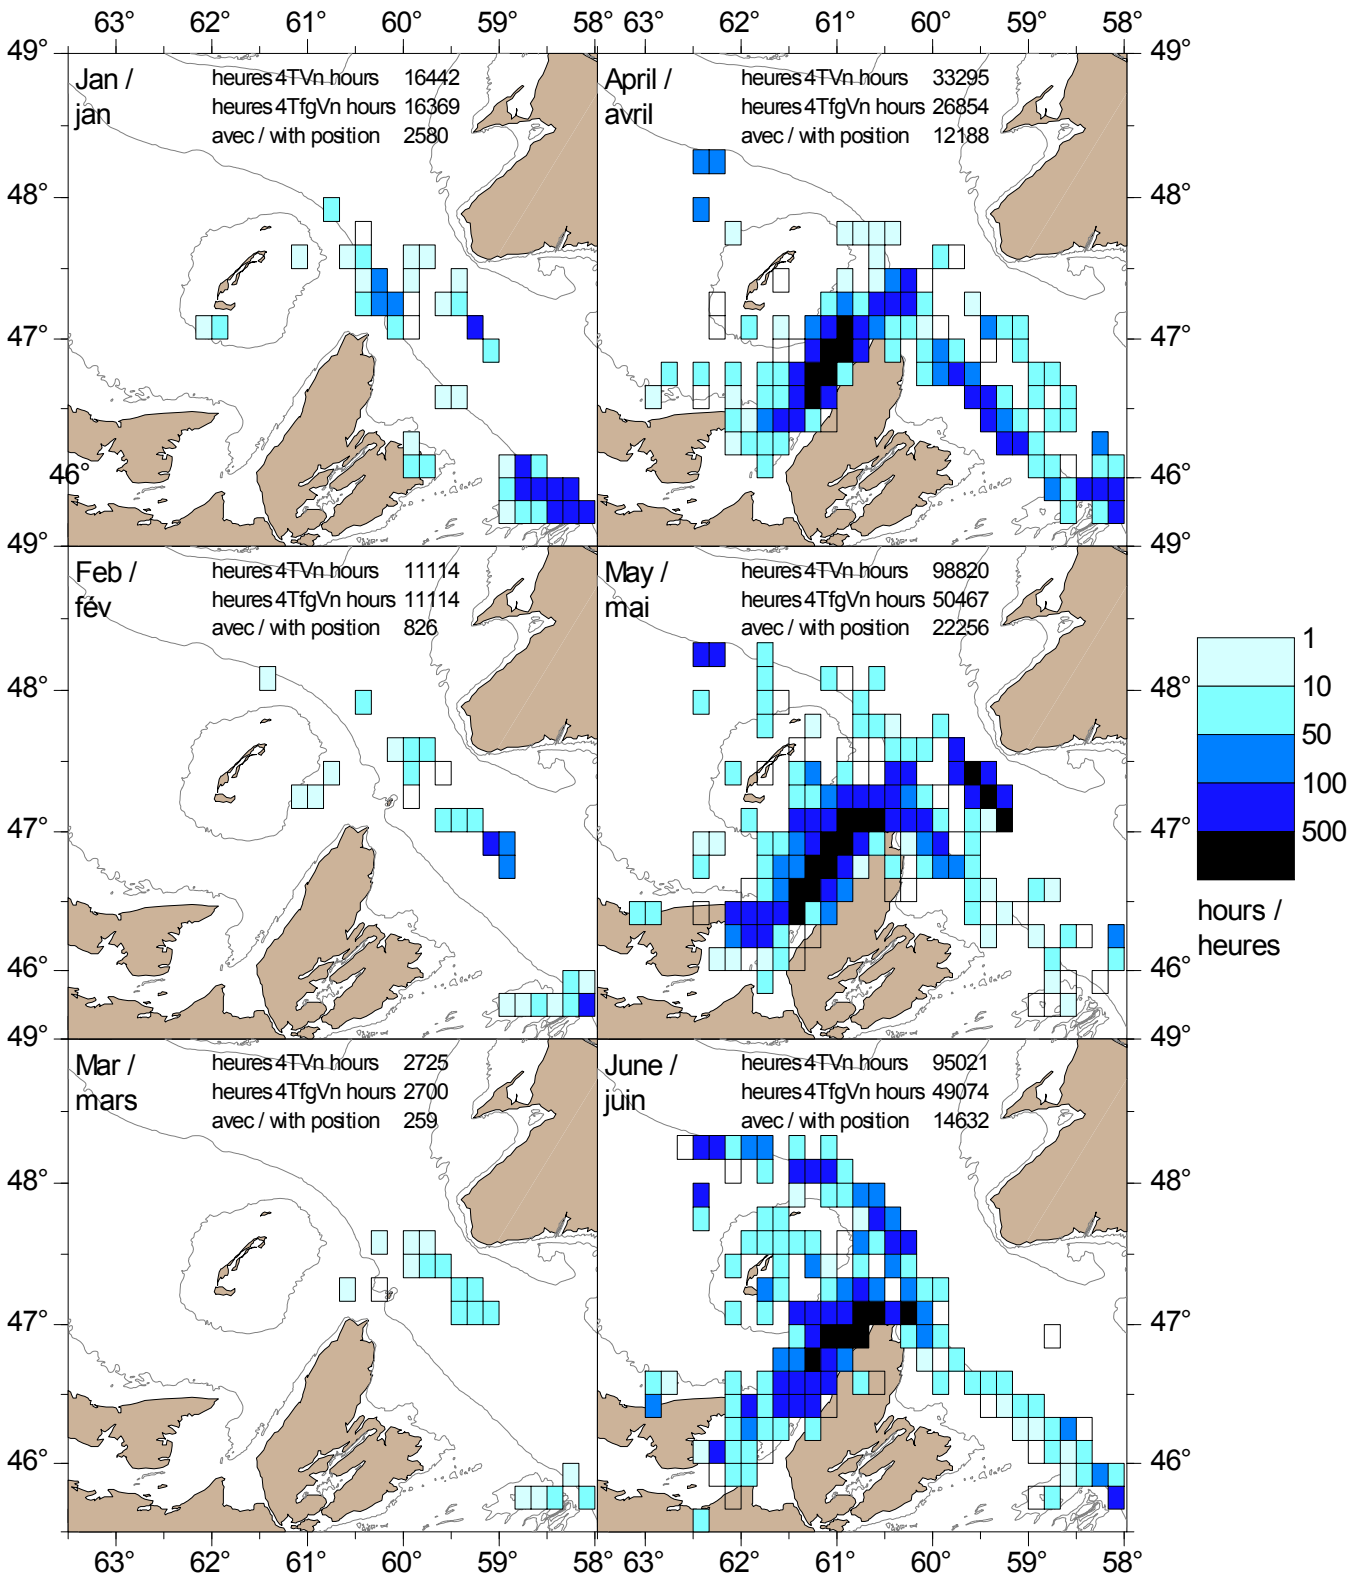 63° 62° 61° 60° 59° 58° 63° 62° 61° 60° 59° 58°
49° 49°
Jan /
jan
heures 4TVn hours 16442
heures 4TfgVn hours 16369
avec / with position 2580
April /
avril
heures 4TVn hours 33295
heures 4TfgVn hours 26854
avec / with position 12188
48° 48°
47° 47°
46° 46°
49° 49°
Feb /
fév
heures 4TVn hours 11114
heures 4TfgVn hours 11114
avec / with position 826
May /
mai
heures 4TVn hours 98820
heures 4TfgVn hours 50467
avec / with position 22256
48° 48°
47° 47°
46° 46°
49° 49°
Mar /
mars
heures 4TVn hours 2725
heures 4TfgVn hours 2700
avec / with position 259
June /
juin
heures 4TVn hours 95021
heures 4TfgVn hours 49074
avec / with position 14632
48° 48°
47° 47°
46° 46°
63° 62° 61° 60° 59° 58° 63° 62° 61° 60° 59° 58°
1
10
50
100
500
hours /
heures